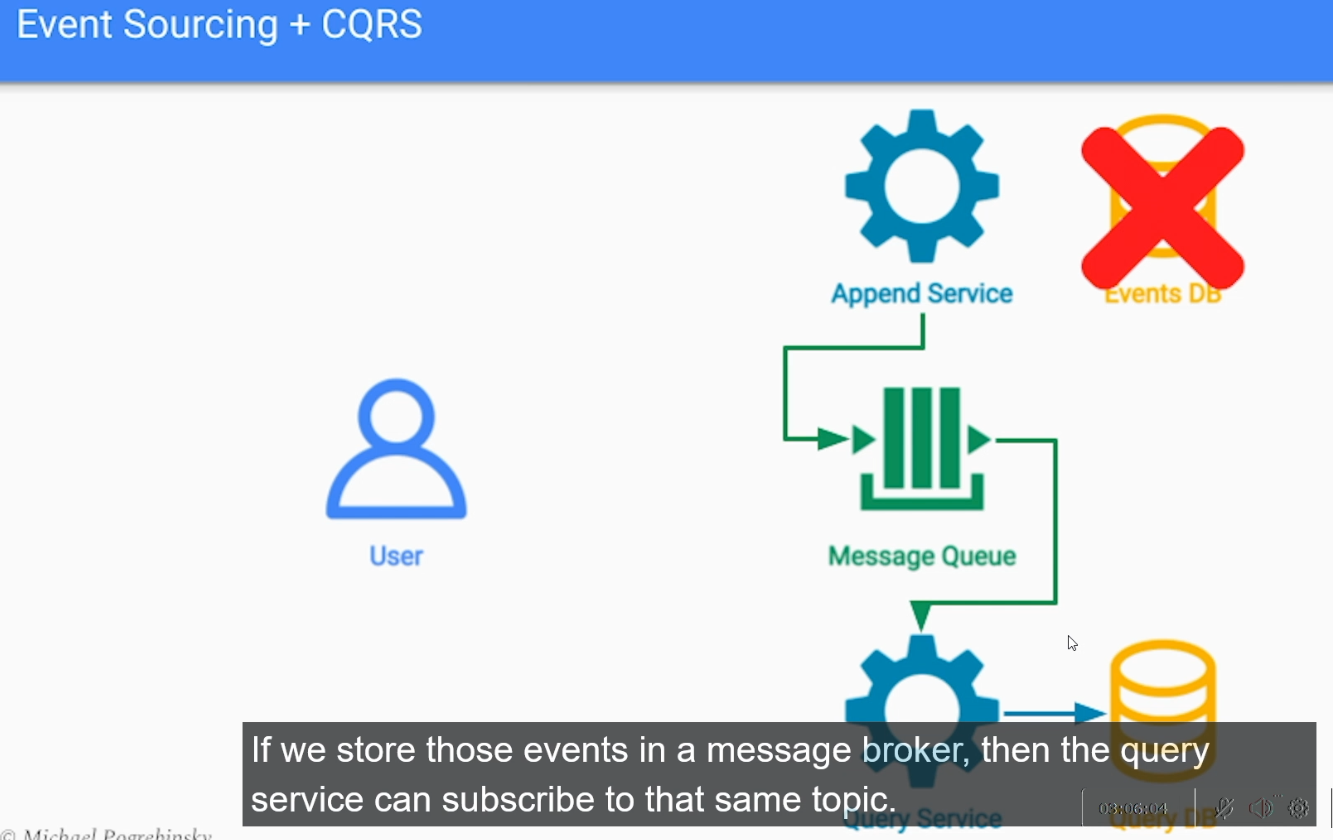 Event Sourcing + CQRS
Append Service
Events DB
User
Message Queue
If we store those events in a message broker, then the query
service can subscribe to that same topic.
03:06:04
Query Service
Query DB
© Michael Pogrebinsky